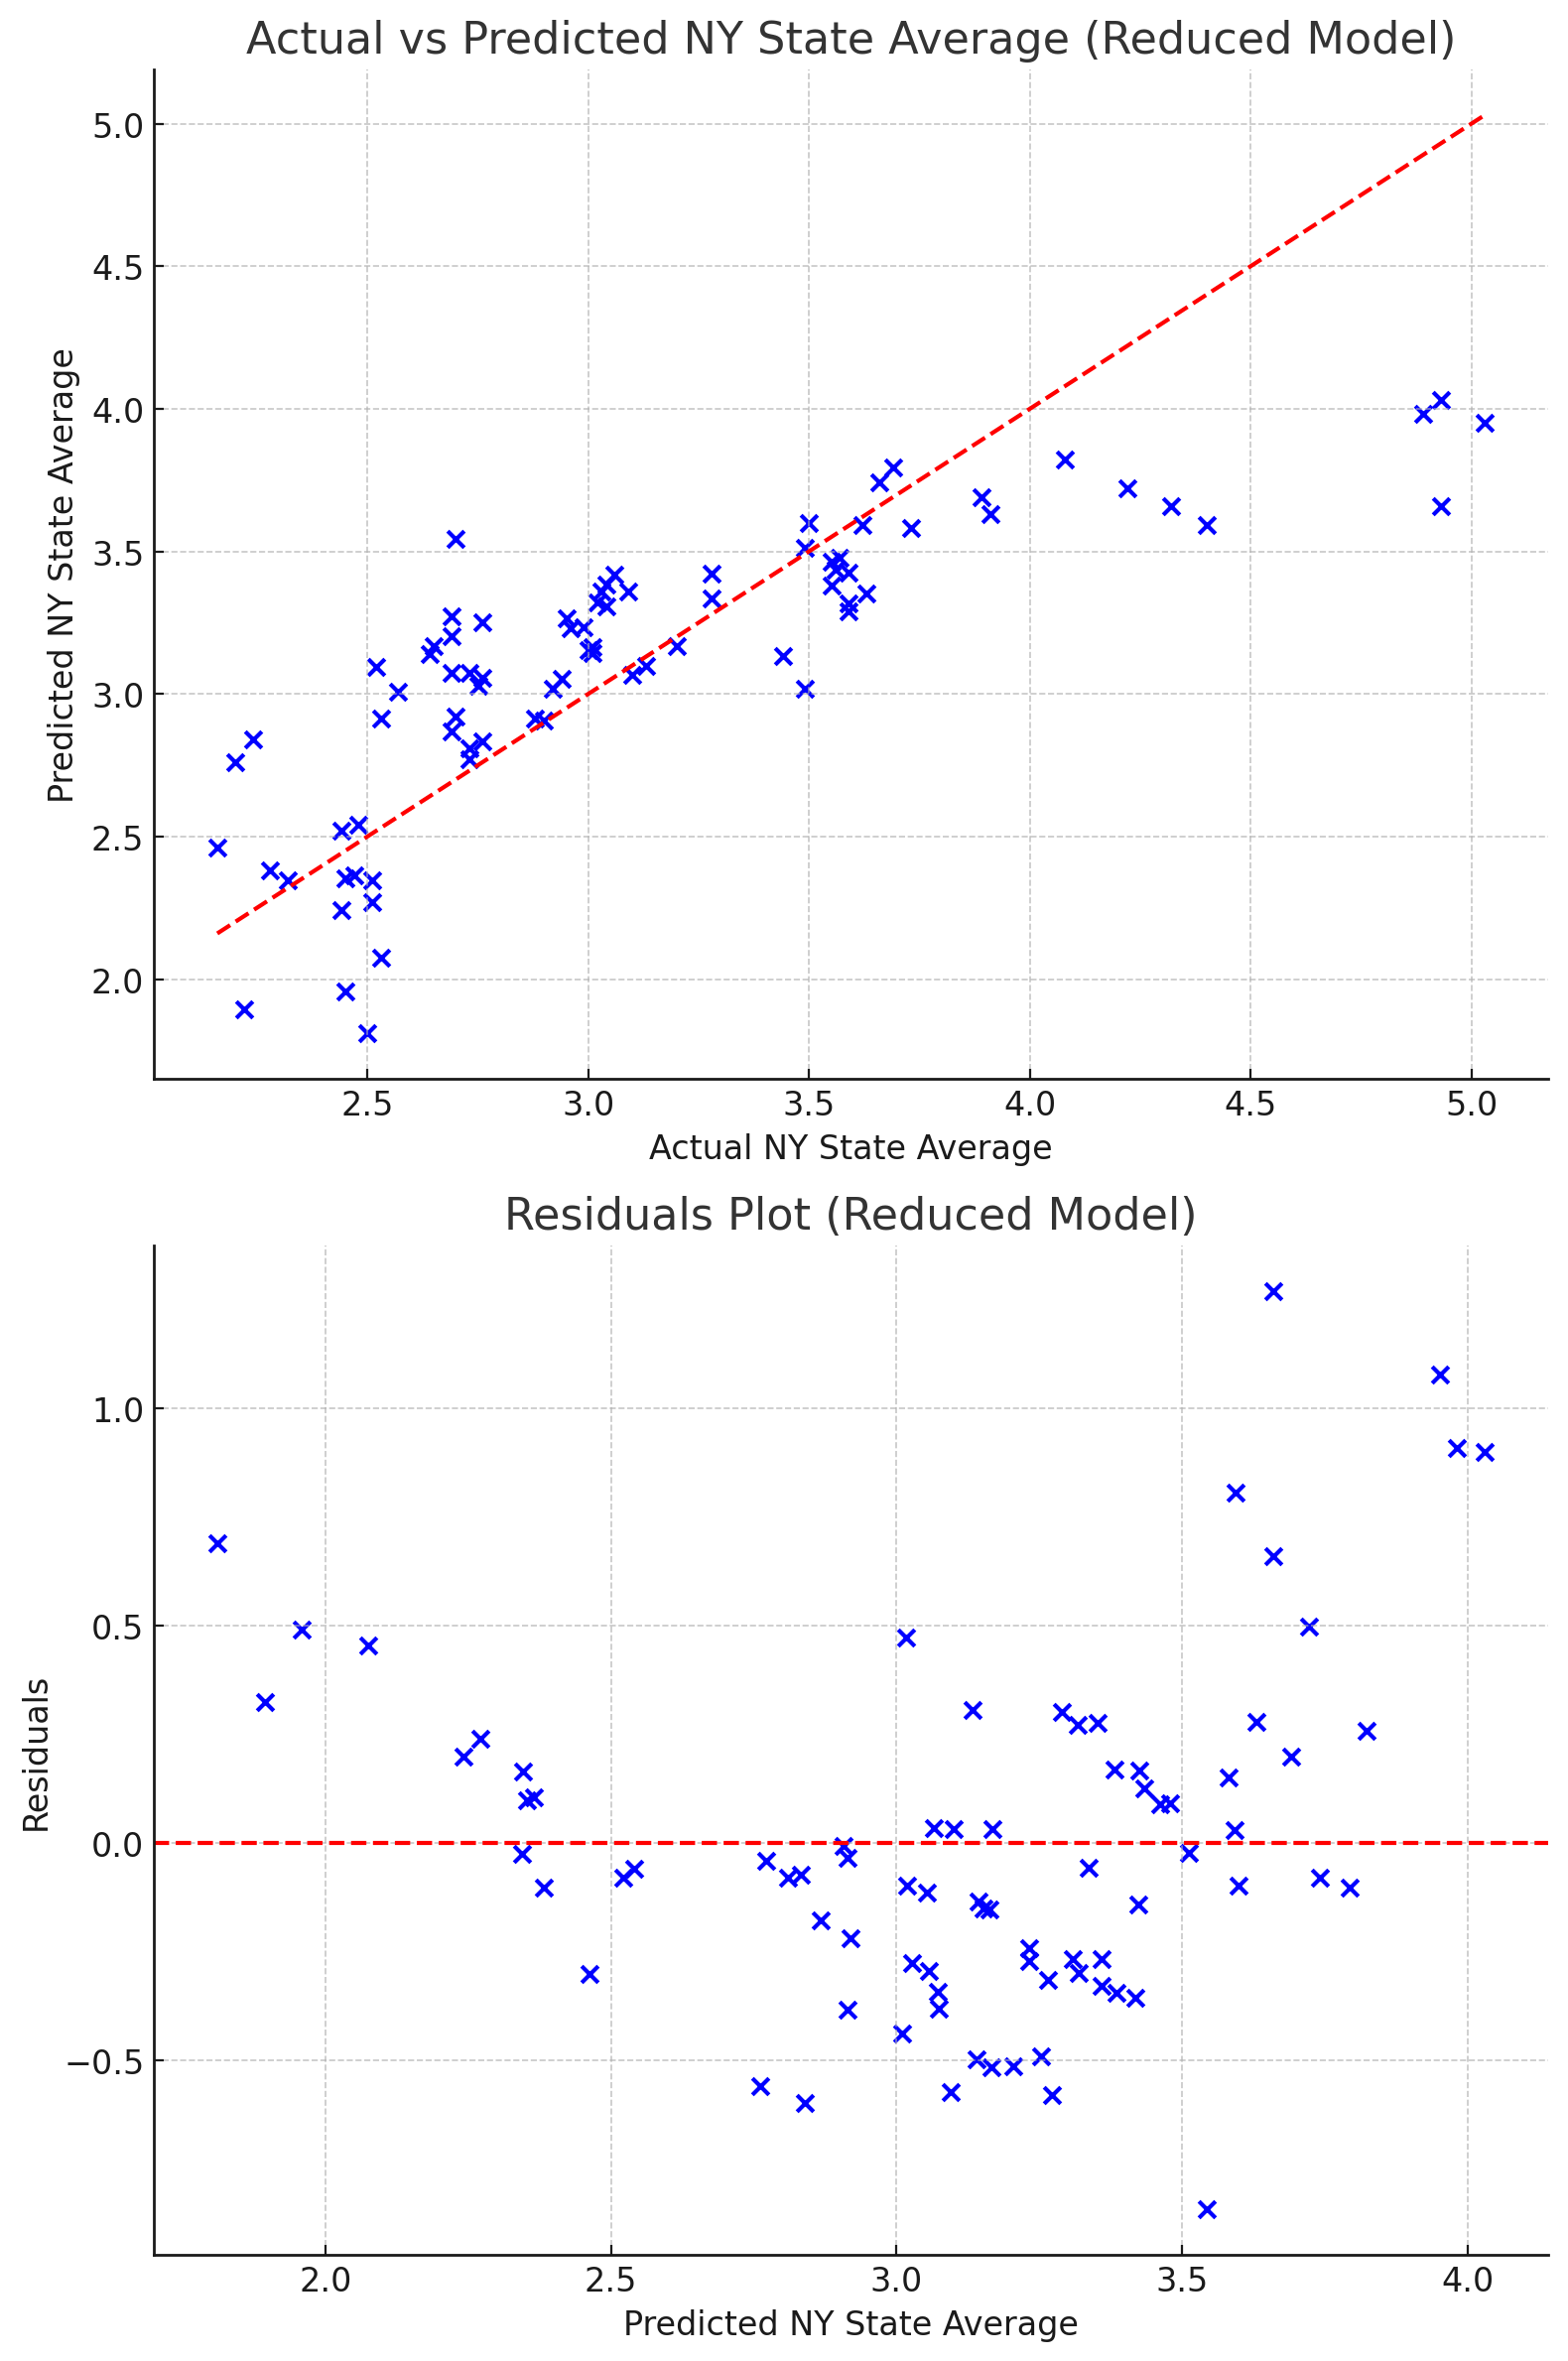 Actual vs Predicted NY State Average (Reduced Model)
5.0
4.5
4.0
3.5
3.0
2.5
2.0
Predicted NY State Average
2.5 3.0 3.5 4.0 4.5 5.0
Actual NY State Average
Residuals Plot (Reduced Model)
1.0
0.5
0.0
−0.5
Residuals
2.0 2.5 3.0 3.5 4.0
Predicted NY State Average